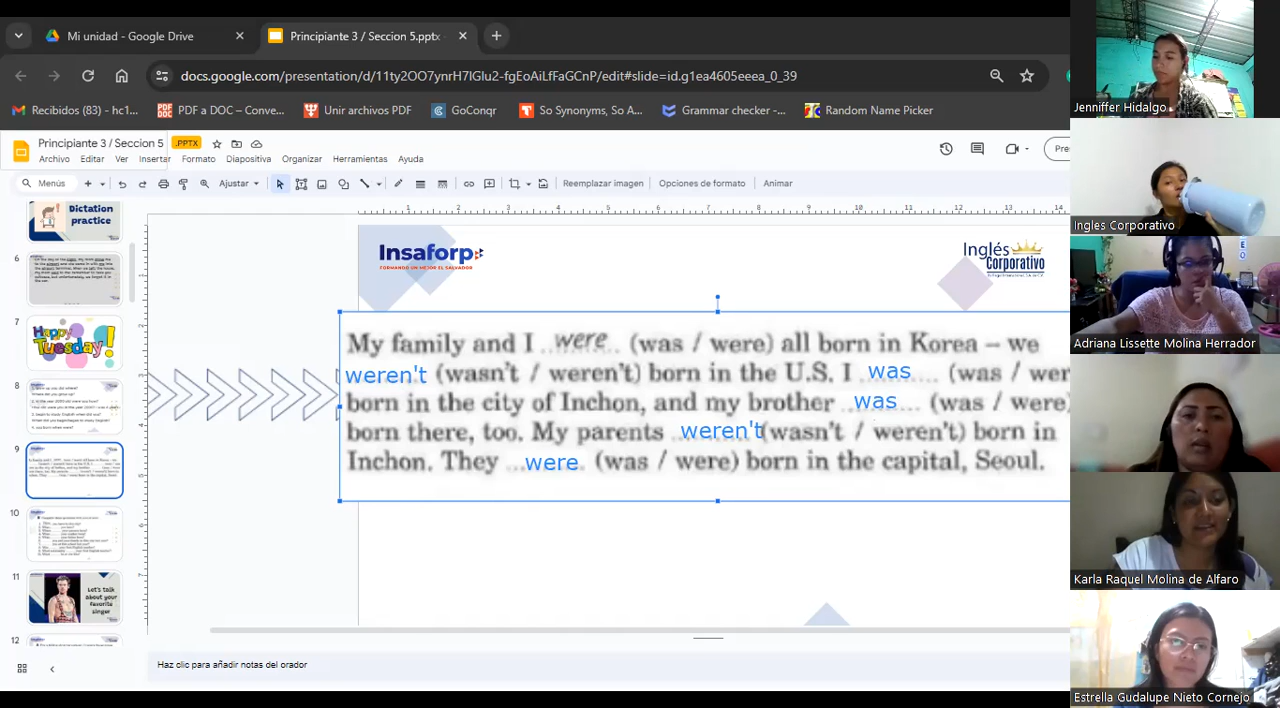 Mi unidad - Google Drive
Principiante 3 / Seccion 5.pptx
docs.google.com/presentation/d/11ty2OO7ynrH7IGlu2-fgEoAiLfFaGCnP/edit#slide=id.g1ea4605eeea_0_39
Recibidos (83) - hc1...
PDF a DOC – Conve...
Unir archivos PDF
GoConqr
So Synonyms, So A...
Grammar checker -...
Random Name Picker
Principiante 3 / Seccion 5 .PPTX
Archivo Editar Ver Insertar Formato Diapositiva Organizar Herramientas Ayuda
Menús
Ajustar
Reemplazar imagen
Opciones de formato
Animar
Dictation
practice
6
7
Happy
Tuesday!
8
9
10
11
Let's talk
about your
favorite
singer
12
Insaforp
FORMANDO UN MEJOR EL SALVADOR
Inglés
Corporativo
My family and I were (was / were) all born in Korea – we
weren't (wasn't / weren't) born in the U.S. I was (was / wer
born in the city of Inchon, and my brother was (was / were)
born there, too. My parents weren't (wasn't / weren't) born in
Inchon. The were (was / were) born in the capital, Seoul.
Haz clic para añadir notas del orador
Jenniffer Hidalgo
Ingles Corporativo
Adriana Lissette Molina Herrador
Karla Raquel Molina de Alfaro
Estrella Gudalupe Nieto Cornejo